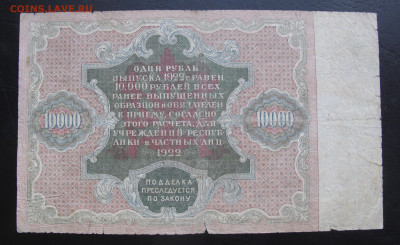 COINS.LAVE.RU
ОДИН РУБЛЬ
ВЫПУСКА 1922 г. РАВЕН
10.000 РУБЛЕЙ ВСЕХ
РАНЕЕ ВЫПУЩЕННЫХ
ОБРАЗЦОВ И ОБЯЗАТЕЛЕН
К ПРИЕМУ, СОГЛАСНО
ЭТОГО РАСЧЕТА, ДЛЯ
УЧРЕЖДЕНИЙ РЕСПУБ-
ЛИКИ и ЧАСТНЫХ ЛИЦ
1922
10000
10000
ПОДДЕЛКА
ПРЕСЛЕДУЕТСЯ
ПО ЗАКОНУ